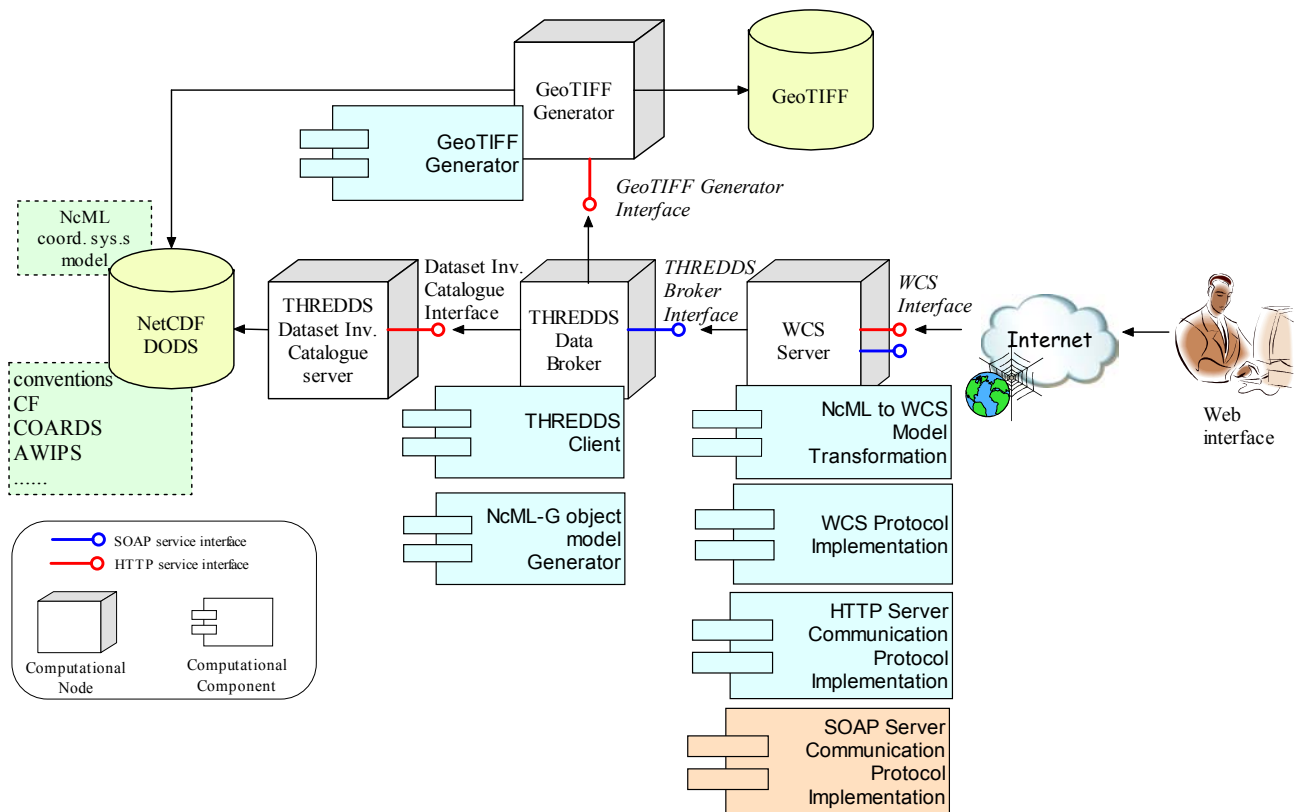 GeoTIFF
Generator
GeoTIFF
GeoTIFF
Generator
GeoTIFF Generator
Interface
NcML
coord. sys.s
model
NetCDF
DODS
THREDDS
Dataset Inv.
Catalogue
server
Dataset Inv.
Catalogue
Interface
THREDDS
Data
Broker
THREDDS
Broker
Interface
WCS
Server
WCS
Interface
Internet
Web
interface
conventions
CF
COARDS
AWIPS
......
THREDDS
Client
NcML-G object
model
Generator
NcML to WCS
Model
Transformation
WCS Protocol
Implementation
HTTP Server
Communication
Protocol
Implementation
SOAP Server
Communication
Protocol
Implementation
SOAP service interface
HTTP service interface
Computational
Node
Computational
Component